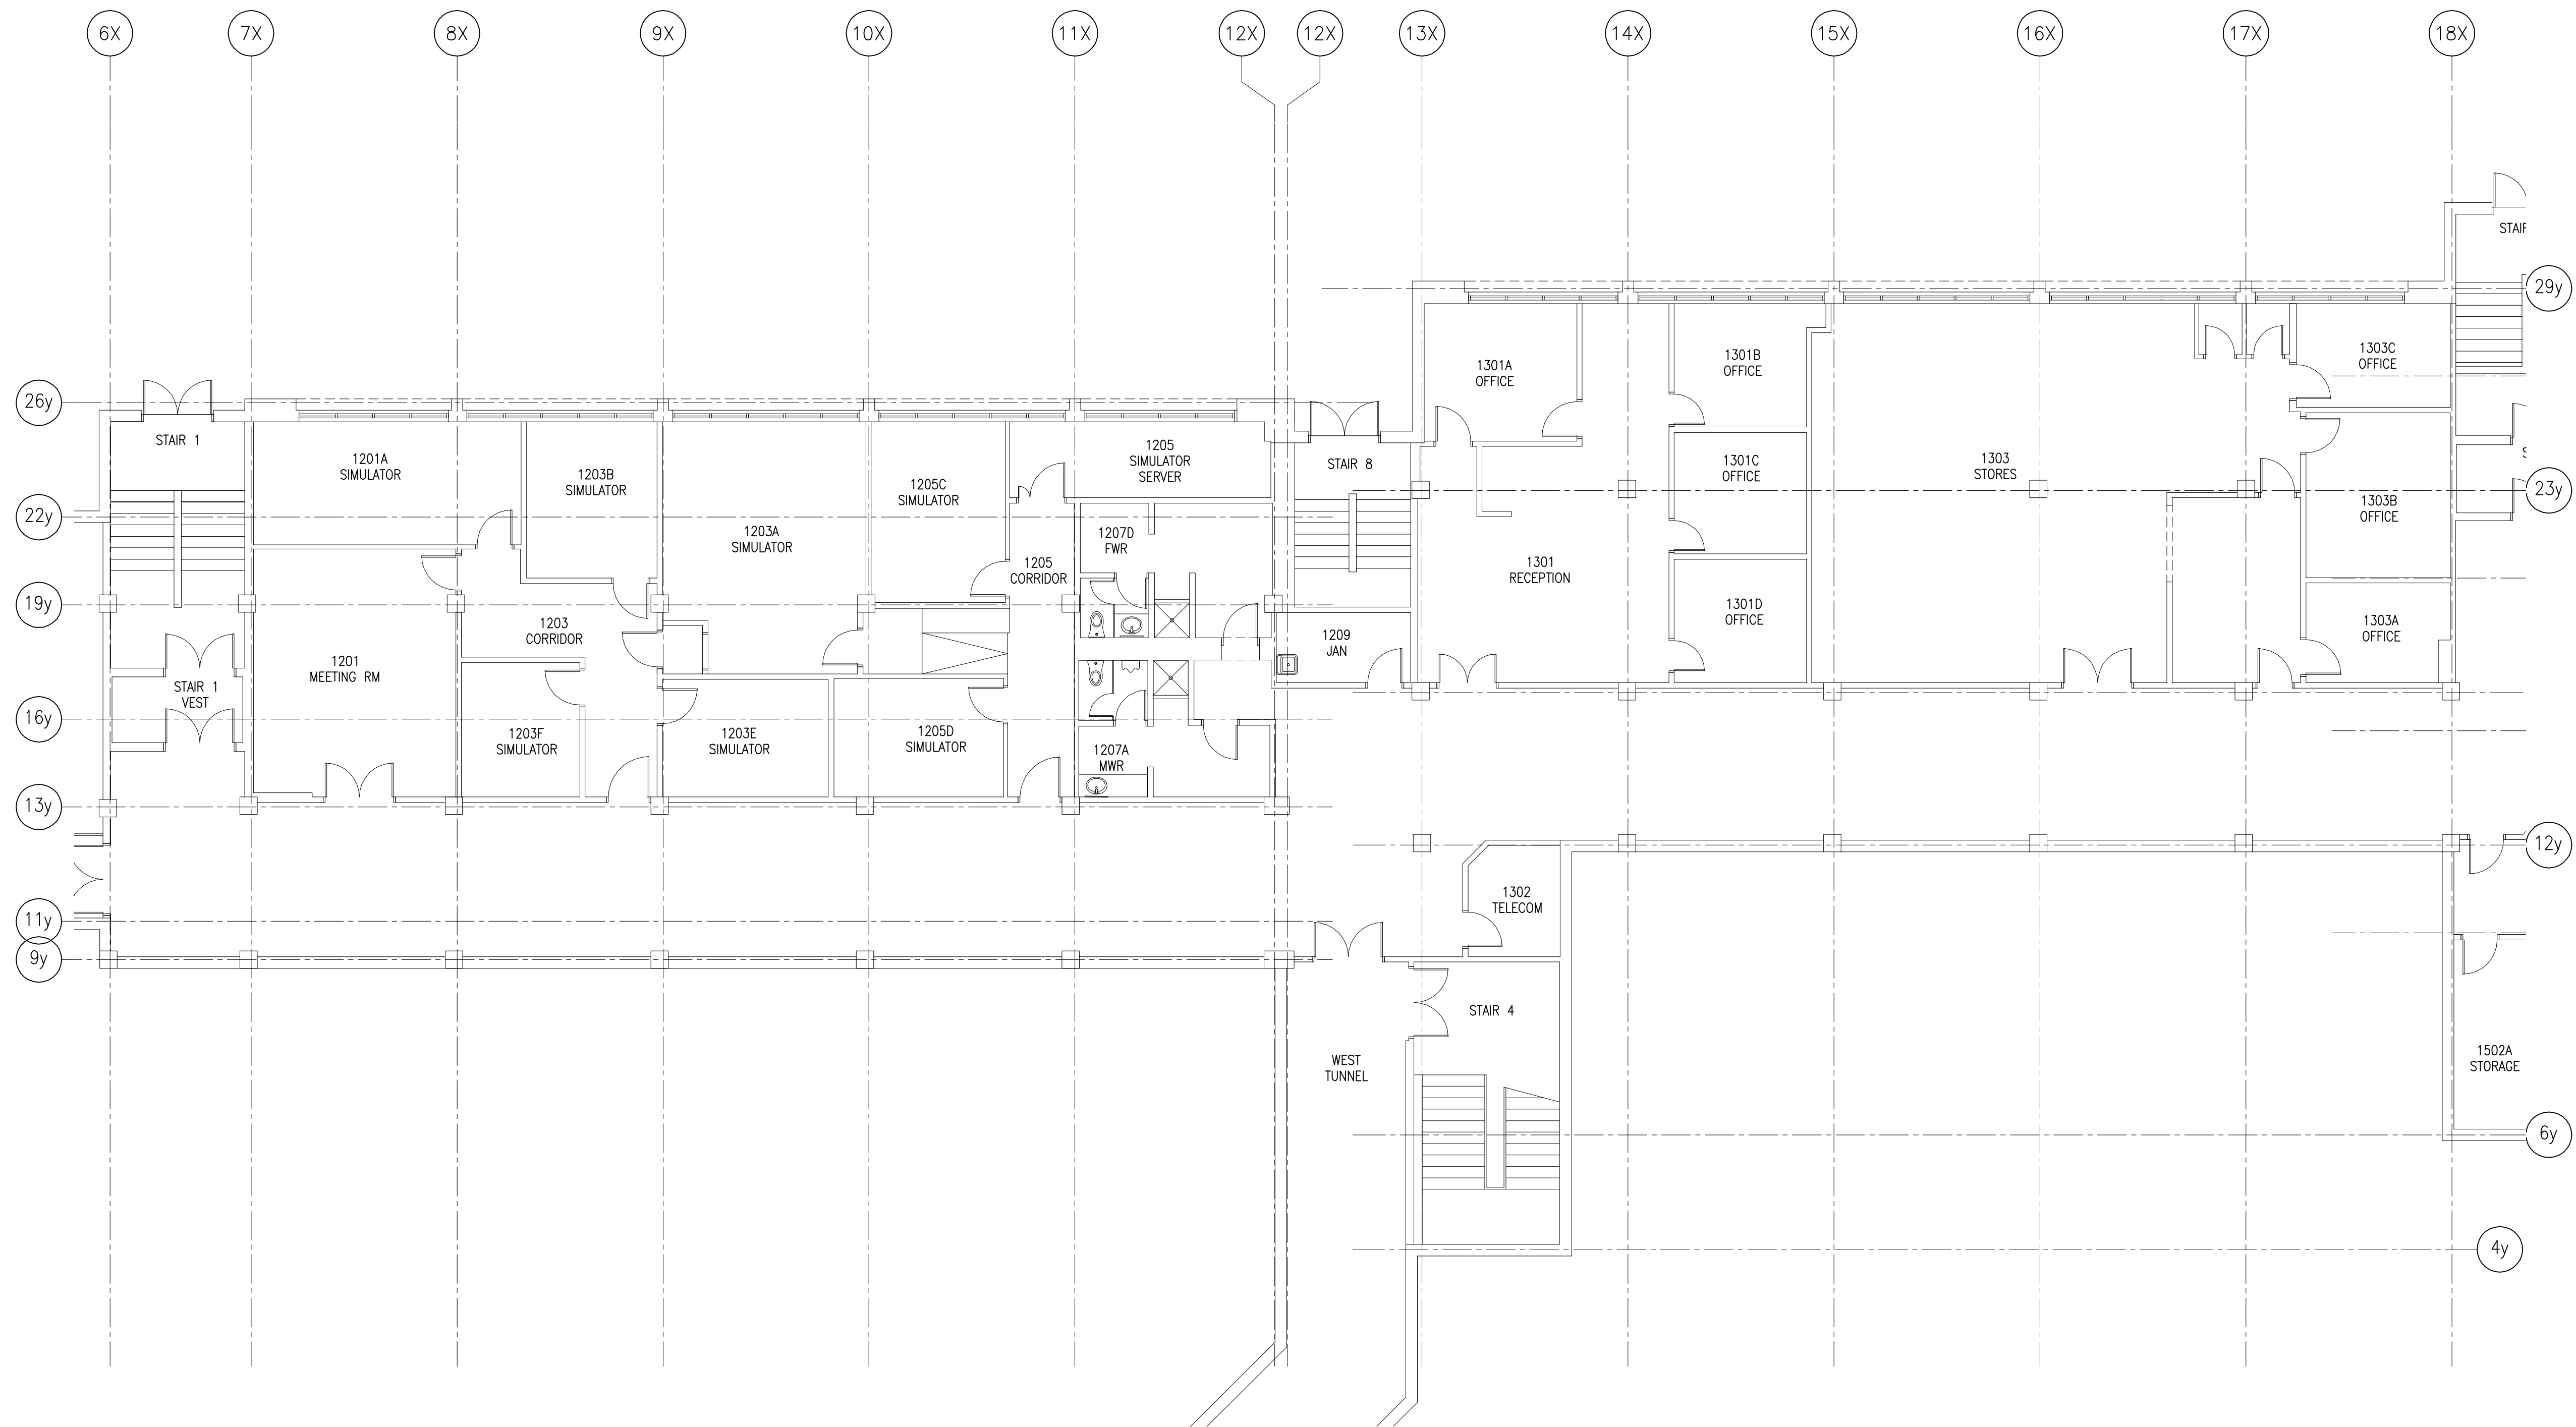 6X
7X
8X
9X
10X
11X
12X
12X
13X
14X
15X
16X
17X
18X
STAIR
29y
26y
1301A
OFFICE
1301B
OFFICE
1303C
OFFICE
STAIR 1
1201A
SIMULATOR
1203B
SIMULATOR
1205C
SIMULATOR
1205
SIMULATOR
SERVER
STAIR 8
1301C
OFFICE
1303
STORES
S
23y
22y
1203A
SIMULATOR
1207D
FWR
1303B
OFFICE
1205
CORRIDOR
1301
RECEPTION
1301D
OFFICE
19y
1203
CORRIDOR
1209
JAN
1303A
OFFICE
1201
MEETING RM
STAIR 1
VEST
16y
1203F
SIMULATOR
1203E
SIMULATOR
1205D
SIMULATOR
1207A
MWR
13y
12y
1302
TELECOM
11y
9y
STAIR 4
WEST
TUNNEL
1502A
STORAGE
6y
4y